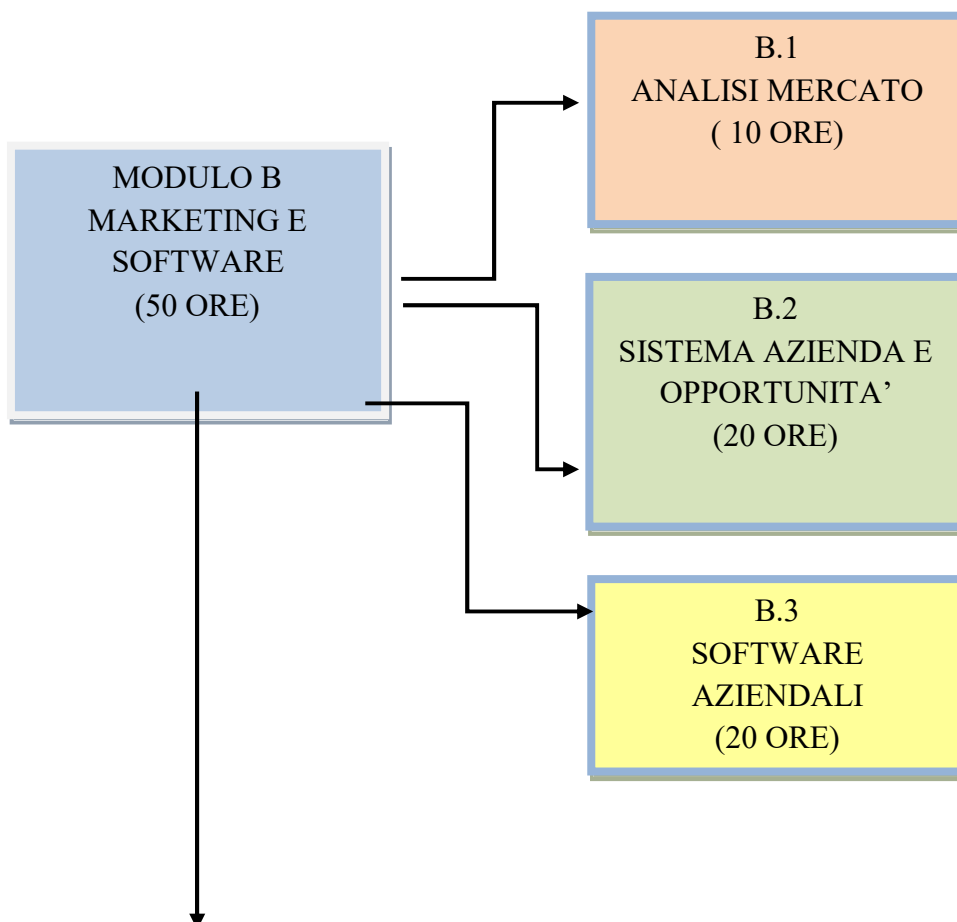 MODULO B
MARKETING E
SOFTWARE
(50 ORE)
B.1
ANALISI MERCATO
( 10 ORE)
B.2
SISTEMA AZIENDA E
OPPORTUNITA’
(20 ORE)
B.3
SOFTWARE
AZIENDALI
(20 ORE)